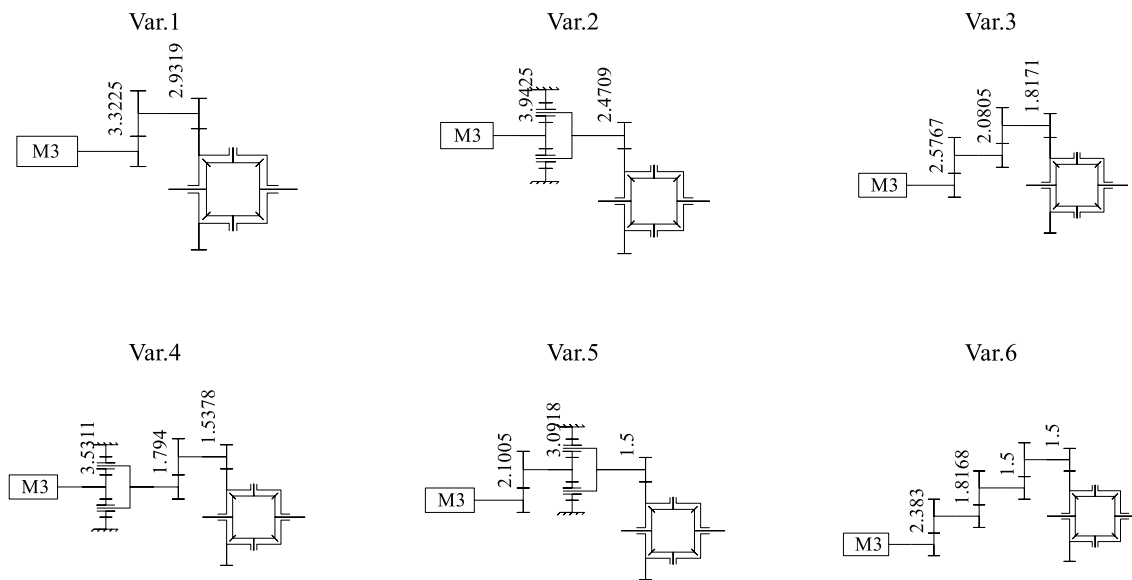 Var.1
3.3225
2.9319
M3
Var.2
3.9425
2.4709
M3
Var.3
2.5767
2.0805
1.8171
M3
Var.4
3.5311
1.794
1.5378
M3
Var.5
2.1005
3.0918
1.5
M3
Var.6
2.383
1.8168
1.5
1.5
M3